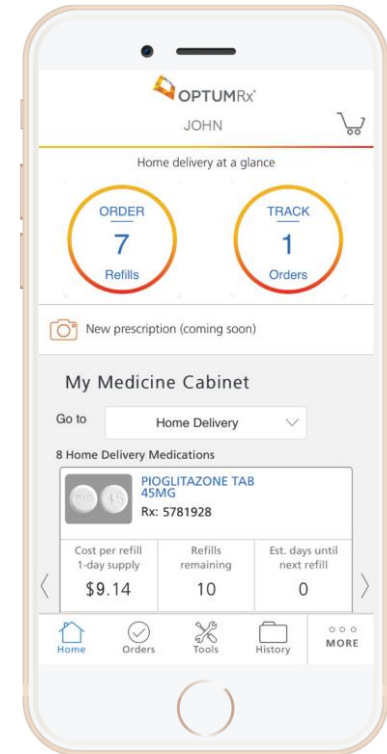 OPTUMRx
JOHN
Home delivery at a glance
ORDER
7
Refills
TRACK
1
Orders
New prescription (coming soon)
My Medicine Cabinet
Go to
Home Delivery
8 Home Delivery Medications
PIO 45
PIOGLITAZONE TAB
45MG
Rx: 5781928
Cost per refill
1-day supply
$9.14
Refills
remaining
10
Est. days until
next refill
0
Home
Orders
Tools
History
MORE